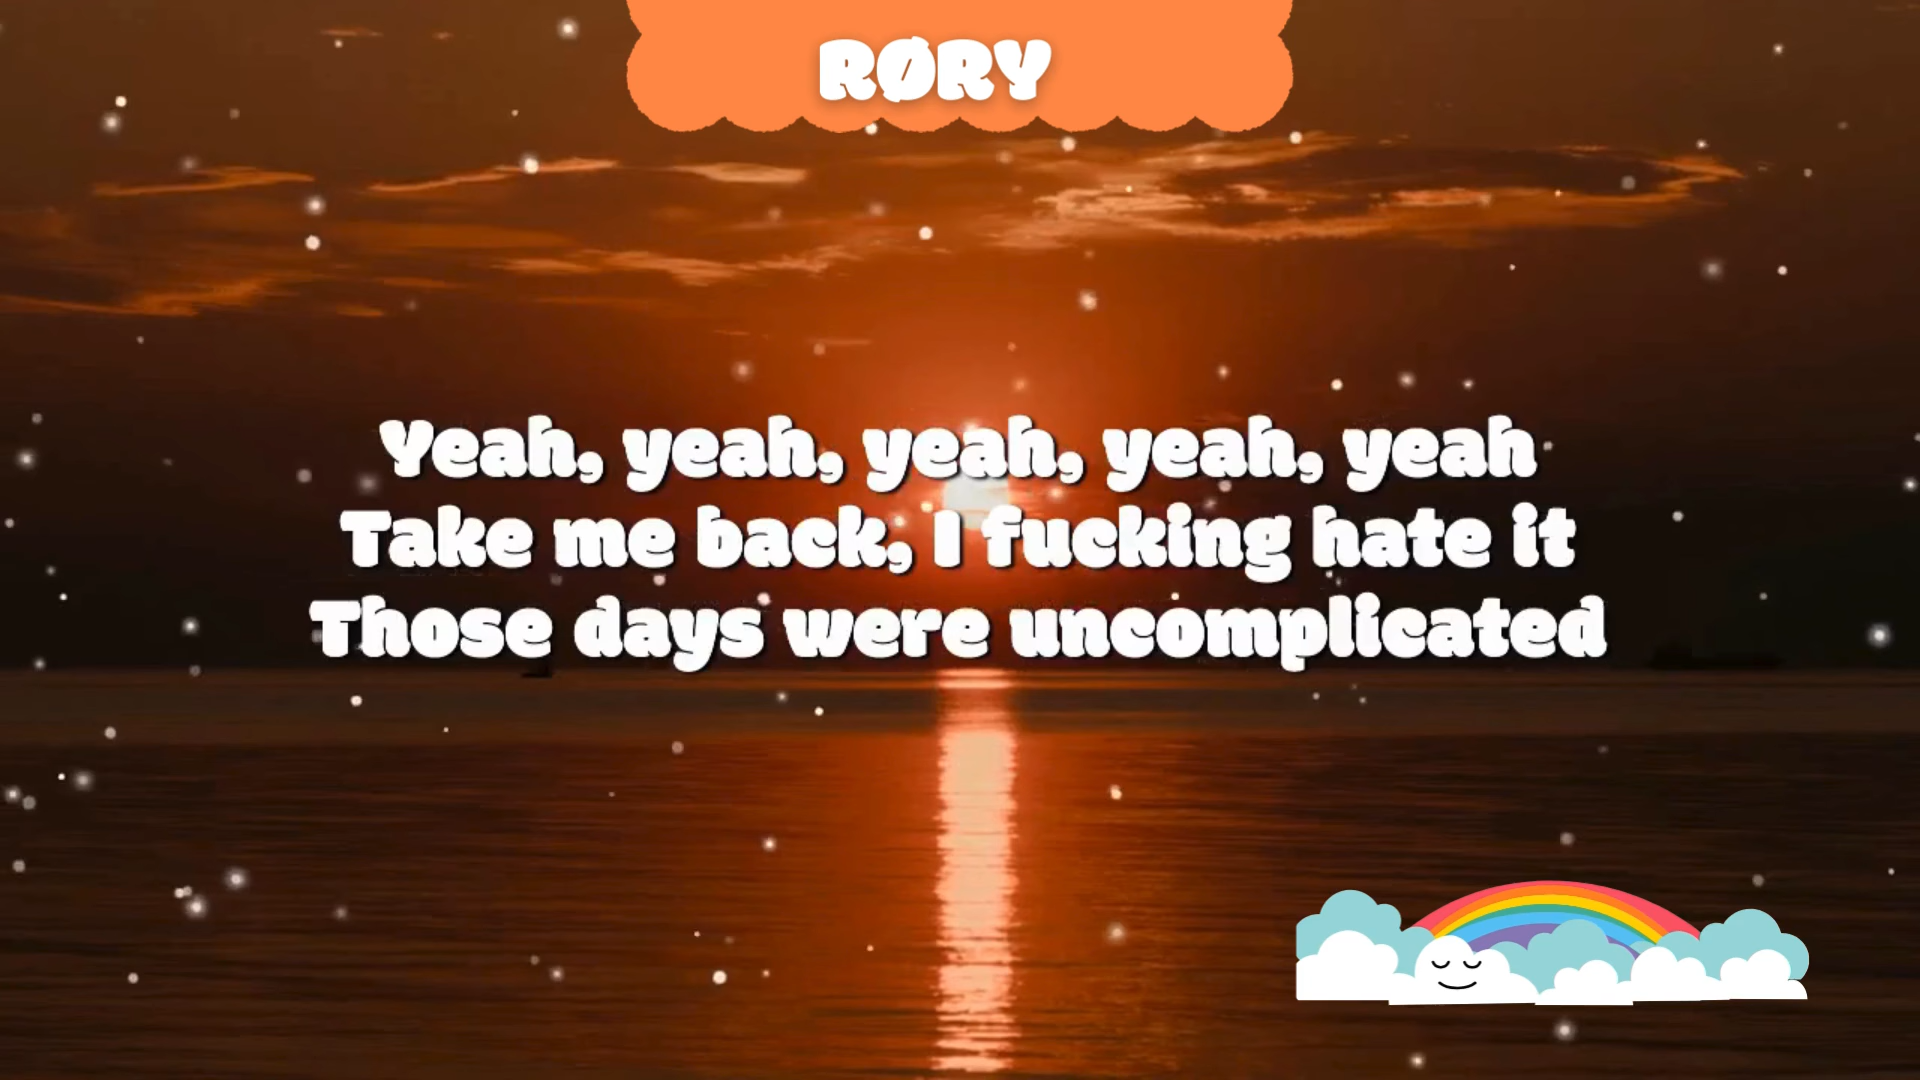 RØRY
Yeah, yeah, yeah, yeah, yeah
Take me back, I fucking hate it
Those days were uncomplicated